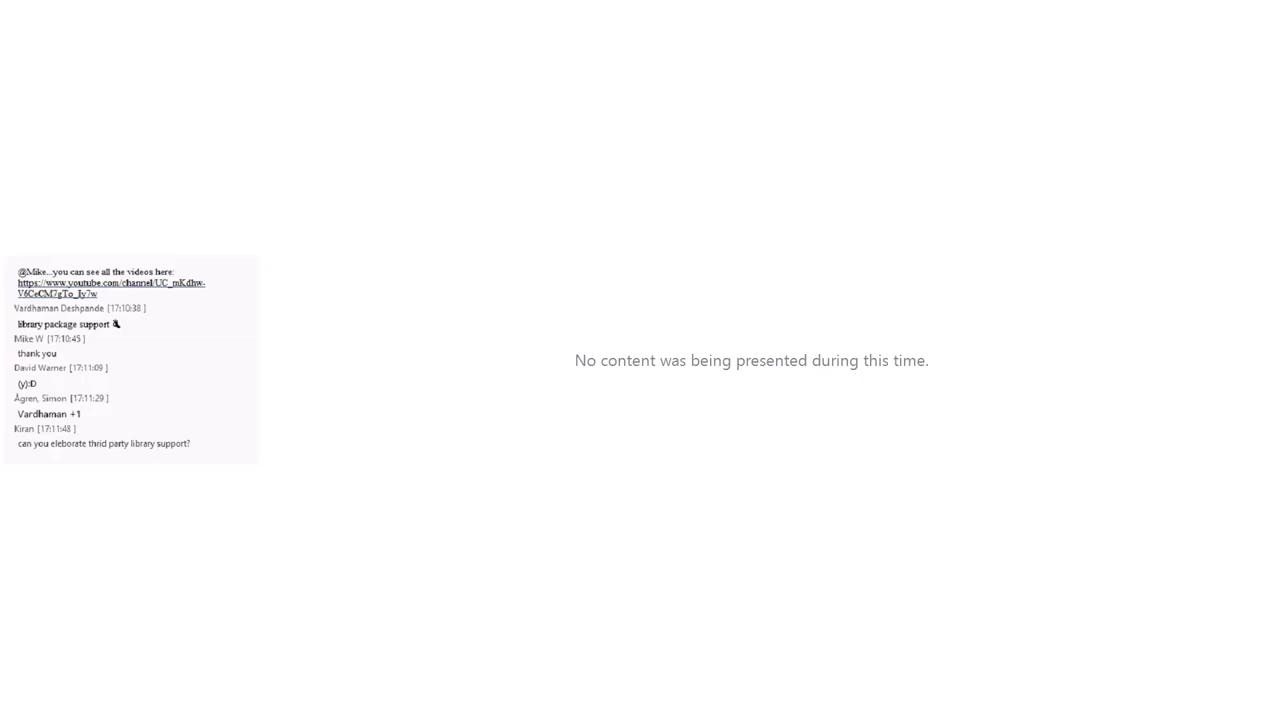 @Mike...you can see all the videos here:
https://www.youtube.com/channel/UC_mKdhw-
V6CeCM7gTo_Iy7w
Vardhaman Deshpande [17:10:38 ]
library package support
Mike W [17:10:45 ]
thank you
David Warner [17:11:09 ]
(y):D
Ågren, Simon [17:11:29 ]
Vardhaman +1
Kiran [17:11:48 ]
can you eleborate thrid party library support?
No content was being presented during this time.